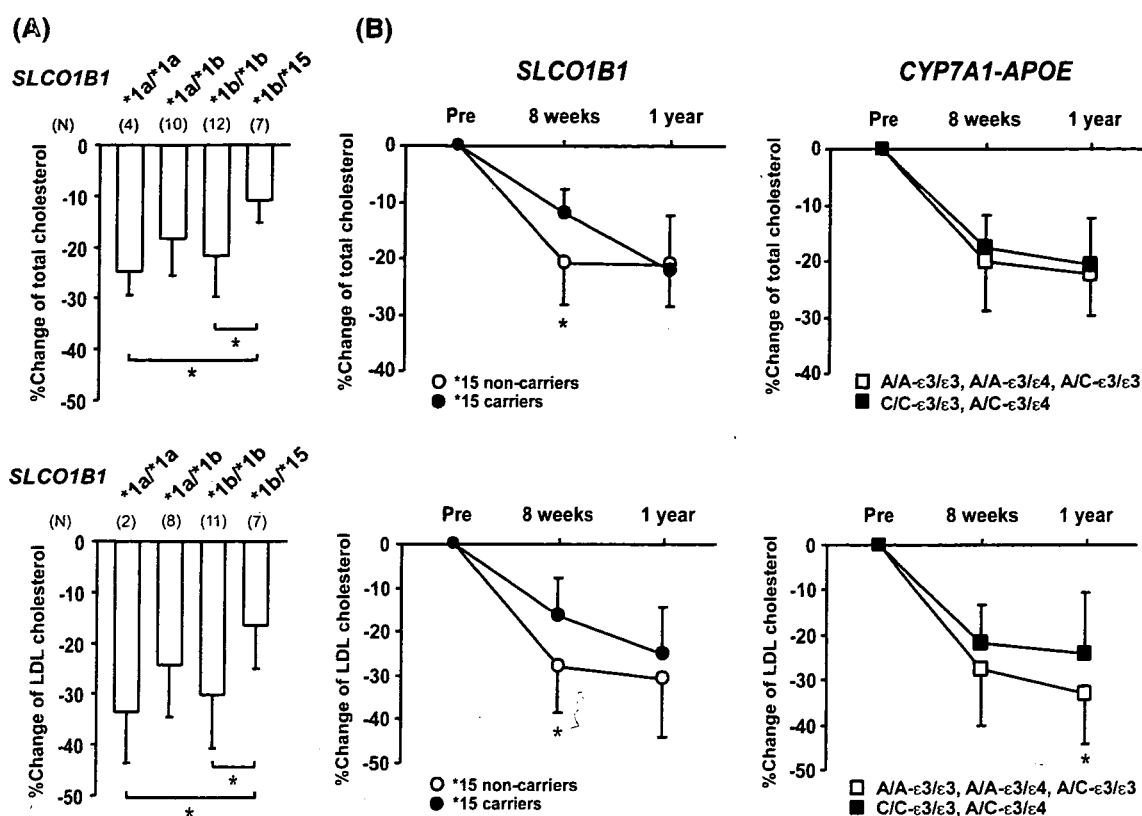 (A)
SLCO1B1
*1a/*1a
*1a/*1b
*1b/*1b
*1b/*15
(N) (4) (10) (12) (7)
%Change of total cholesterol
0
-10
-20
-30
-40
-50
*
*
(B)
SLCO1B1
Pre 8 weeks 1 year
%Change of total cholesterol
0
-10
-20
-30
-40
*
*15 non-carriers
*15 carriers
CYP7A1-APOE
Pre 8 weeks 1 year
%Change of total cholesterol
0
-10
-20
-30
-40
A/A-ε3/ε3, A/A-ε3/ε4, A/C-ε3/ε3
C/C-ε3/ε3, A/C-ε3/ε4
SLCO1B1
*1a/*1a
*1a/*1b
*1b/*1b
*1b/*15
(N) (2) (8) (11) (7)
%Change of LDL cholesterol
0
-10
-20
-30
-40
-50
*
*
Pre 8 weeks 1 year
%Change of LDL cholesterol
0
-10
-20
-30
-40
-50
*
*15 non-carriers
*15 carriers
Pre 8 weeks 1 year
%Change of LDL cholesterol
0
-10
-20
-30
-40
-50
*
A/A-ε3/ε3, A/A-ε3/ε4, A/C-ε3/ε3
C/C-ε3/ε3, A/C-ε3/ε4